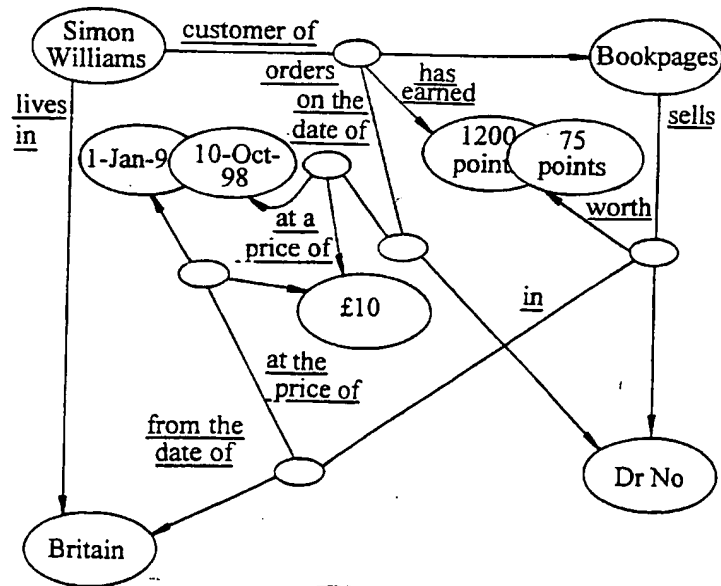 Simon
Williams
customer of
Bookpages
orders
has
earned
lives
in
on the
date of
sells
1-Jan-9
10-Oct-
98
1200
point
75
points
at a
price of
worth
£10
in
at the
price of
from the
date of
Dr No
Britain